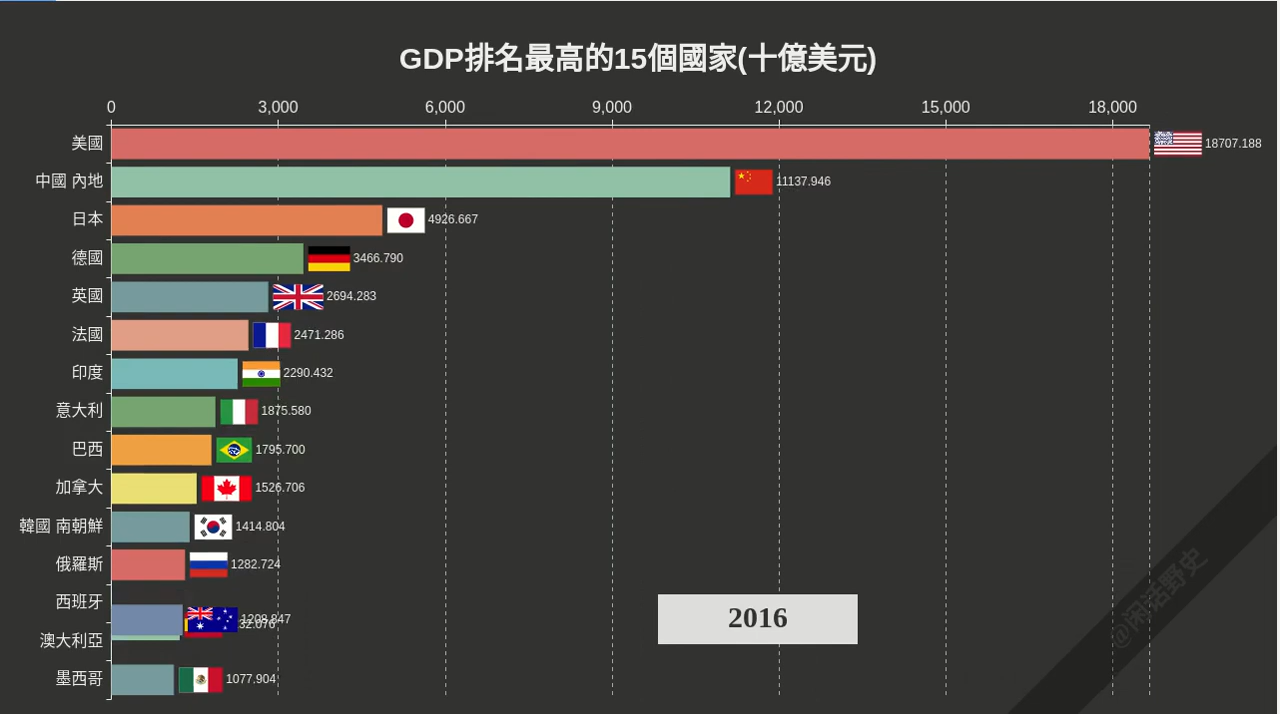 GDP排名最高的15個國家(十億美元)
0 3,000 6,000 9,000 12,000 15,000 18,000
美國 18707.188
中國 內地 11137.946
日本 4926.667
德國 3466.790
英國 2694.283
法國 2471.286
印度 2290.432
意大利 1875.580
巴西 1795.700
加拿大 1526.706
韓國 南朝鮮 1414.804
俄羅斯 1282.724
西班牙
澳大利亞
墨西哥 1077.904
2016
@闲话野史